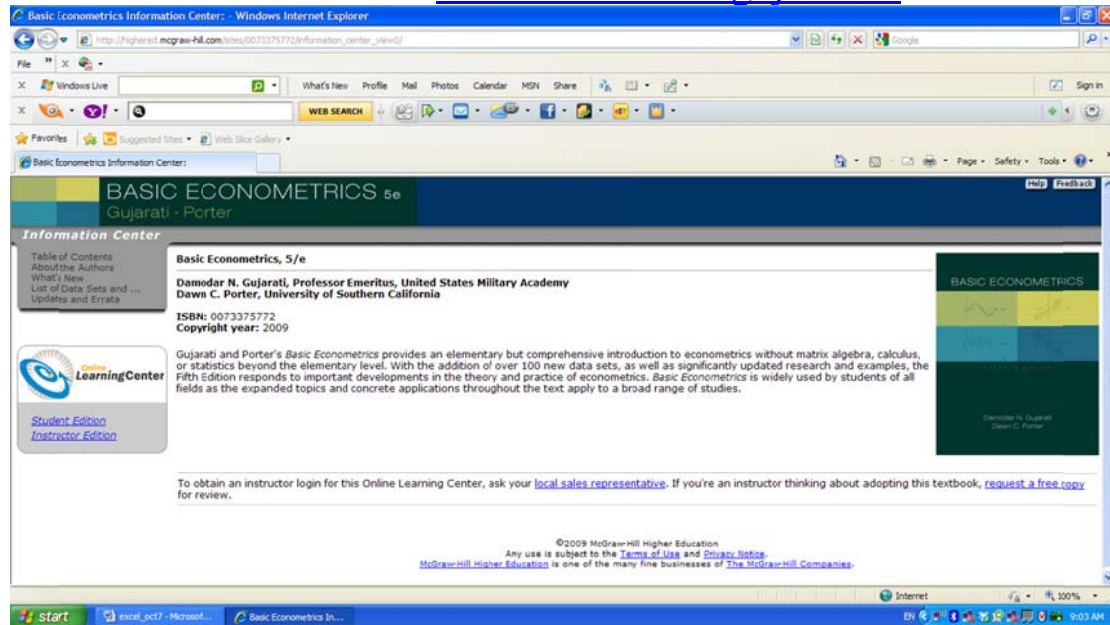 Basic Econometrics Information Center: - Windows Internet Explorer
http://highered.mcgraw-hill.com/sites/0073375772/information_center_view0/
Google
File » X
X Windows Live What's New Profile Mail Photos Calendar MSN Share Sign in
X WEB SEARCH
Favorites Suggested Sites Web Slice Gallery
Basic Econometrics Information Center: Page Safety Tools
BASIC ECONOMETRICS 5e
Gujarati - Porter
Help Feedback
Information Center
Table of Contents
About the Authors
What's New
List of Data Sets and ...
Updates and Errata
Online
LearningCenter
Student Edition
Instructor Edition
Basic Econometrics, 5/e
Damodar N. Gujarati, Professor Emeritus, United States Military Academy
Dawn C. Porter, University of Southern California
ISBN: 0073375772
Copyright year: 2009
Gujarati and Porter's Basic Econometrics provides an elementary but comprehensive introduction to econometrics without matrix algebra, calculus,
or statistics beyond the elementary level. With the addition of over 100 new data sets, as well as significantly updated research and examples, the
Fifth Edition responds to important developments in the theory and practice of econometrics. Basic Econometrics is widely used by students of all
fields as the expanded topics and concrete applications throughout the text apply to a broad range of studies.
BASIC ECONOMETRICS
Damodar N. Gujarati
Dawn C. Porter
To obtain an instructor login for this Online Learning Center, ask your local sales representative. If you're an instructor thinking about adopting this textbook, request a free copy
for review.
©2009 McGraw-Hill Higher Education
Any use is subject to the Terms of Use and Privacy Notice.
McGraw-Hill Higher Education is one of the many fine businesses of The McGraw-Hill Companies.
Internet 100%
start excel_oct7 - Microsof... Basic Econometrics In... EN 9:03 AM